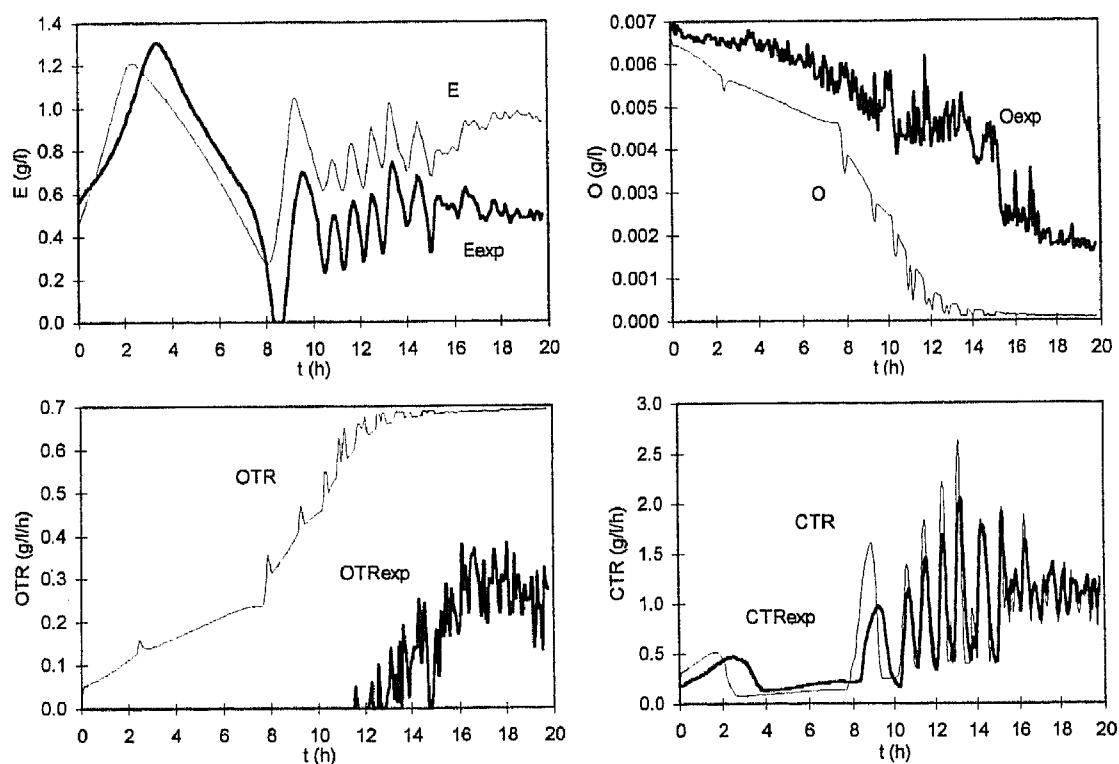 1.4
1.2
1.0
0.8
0.6
0.4
0.2
0.0
E (g/l)
E
Eexp
0 2 4 6 8 10 12 14 16 18 20
t (h)
0.007
0.006
0.005
0.004
0.003
0.002
0.001
0.000
O (g/l)
Oexp
O
0 2 4 6 8 10 12 14 16 18 20
t (h)
0.7
0.6
0.5
0.4
0.3
0.2
0.1
0.0
OTR (g/l/h)
OTR
OTRexp
0 2 4 6 8 10 12 14 16 18 20
t (h)
3.0
2.5
2.0
1.5
1.0
0.5
0.0
CTR (g/l/h)
CTR
CTRexp
0 2 4 6 8 10 12 14 16 18 20
t (h)